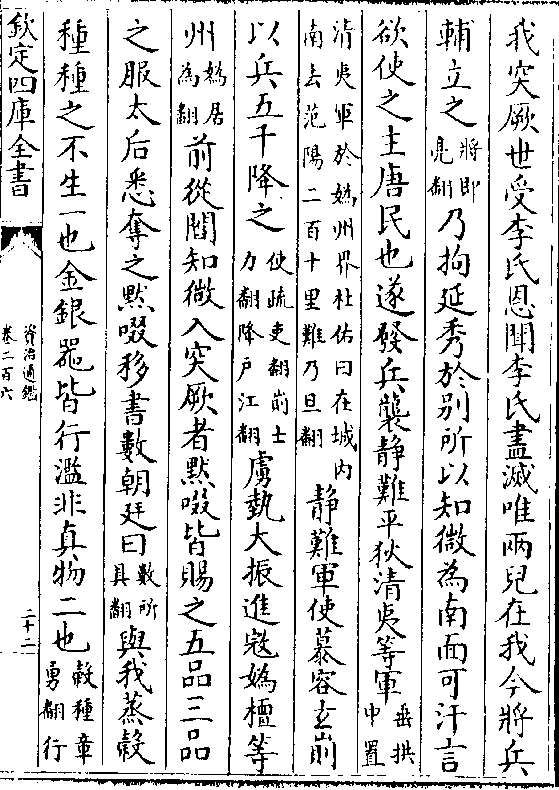 我突厥世受李氏恩聞李氏盡滅唯兩兒在我今將兵
輔立之將即亮翻乃拘延秀於别所以知微為南面可汗言
欲使之主唐民也遂發兵襲静難平狄清夷等軍垂拱中置
清夷軍於媯州界杜佑曰在城内南去范陽二百十里難乃旦翻静難軍使慕容玄崱
以兵五千降之使疏吏翻崱士力翻降户江翻虜埶大振進寇媯檀等
州媯居為翻前從閻知微入突厥者黙啜皆賜之五品三品
之服太后悉奪之黙啜移書數朝廷曰數所具翻與我蒸榖
種種之不生一也金銀器皆行濫非真物二也榖種章勇翻行
欽定四庫全書
資治通鑑
卷二百六
二十二